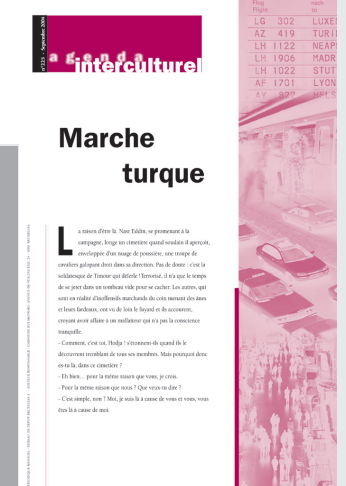 n°225 - Septembre 2004
agenda
interculturel
Flug nach
Flight to
LG 302 LUXE
AZ 419 TURI
LH 1122 NEAP
LH 1906 MADR
LH 1022 STUT
AF 1701 LYON
AY 822 HELS
Marche
turque
La raison d'être là. Nasr Eddin, se promenant à la
campagne, longe un cimetière quand soudain il aperçoit,
enveloppée d'un nuage de poussière, une troupe de
cavaliers galopant droit dans sa direction. Pas de doute : c'est la
soldatesque de Timour qui déferle ! Terrorisé, il n'a que le temps
de se jeter dans un tombeau vide pour se cacher. Les autres, qui
sont en réalité d'inoffensifs marchands du coin menant des ânes
et leurs fardeaux, ont vu de loin le fuyard et ils accourent,
croyant avoir affaire à un malfaiteur qui n'a pas la conscience
tranquille.
- Comment, c'est toi, Hodja ! s'étonnent-ils quand ils le
découvrent tremblant de tous ses membres. Mais pourquoi donc
es-tu là, dans ce cimetière ?
- Eh bien... pour la même raison que vous, je crois.
- Pour la même raison que nous ? Que veux-tu dire ?
- C'est simple, non ? Moi, je suis là à cause de vous et vous, vous
êtes là à cause de moi.